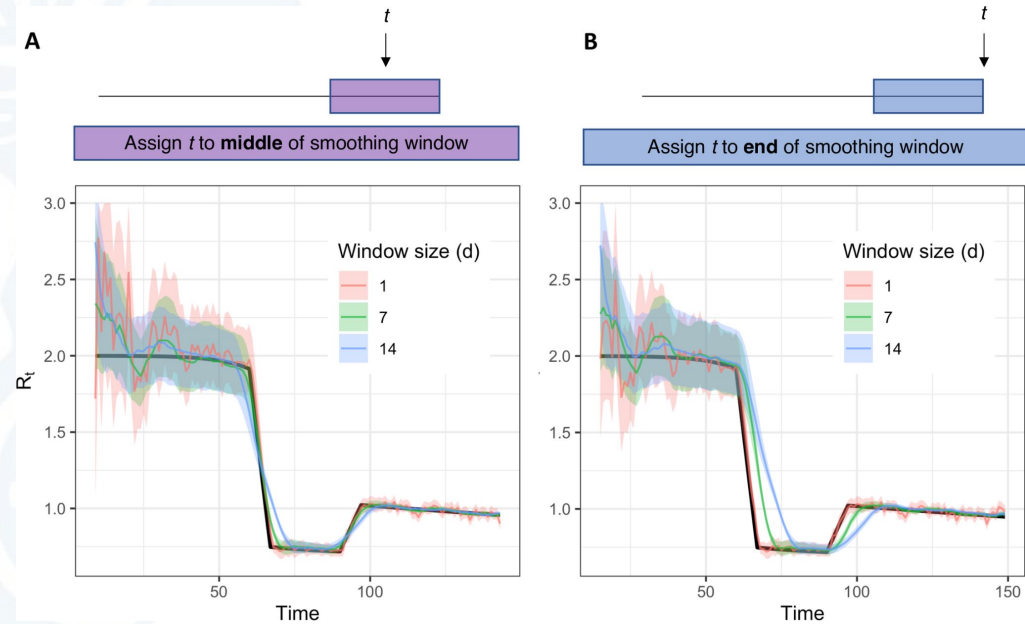 A
t
Assign t to middle of smoothing window
3.0
2.5
2.0
1.5
1.0
Rt
Window size (d)
1
7
14
50
100
Time
B
t
Assign t to end of smoothing window
3.0
2.5
2.0
1.5
1.0
Window size (d)
1
7
14
50
100
150
Time